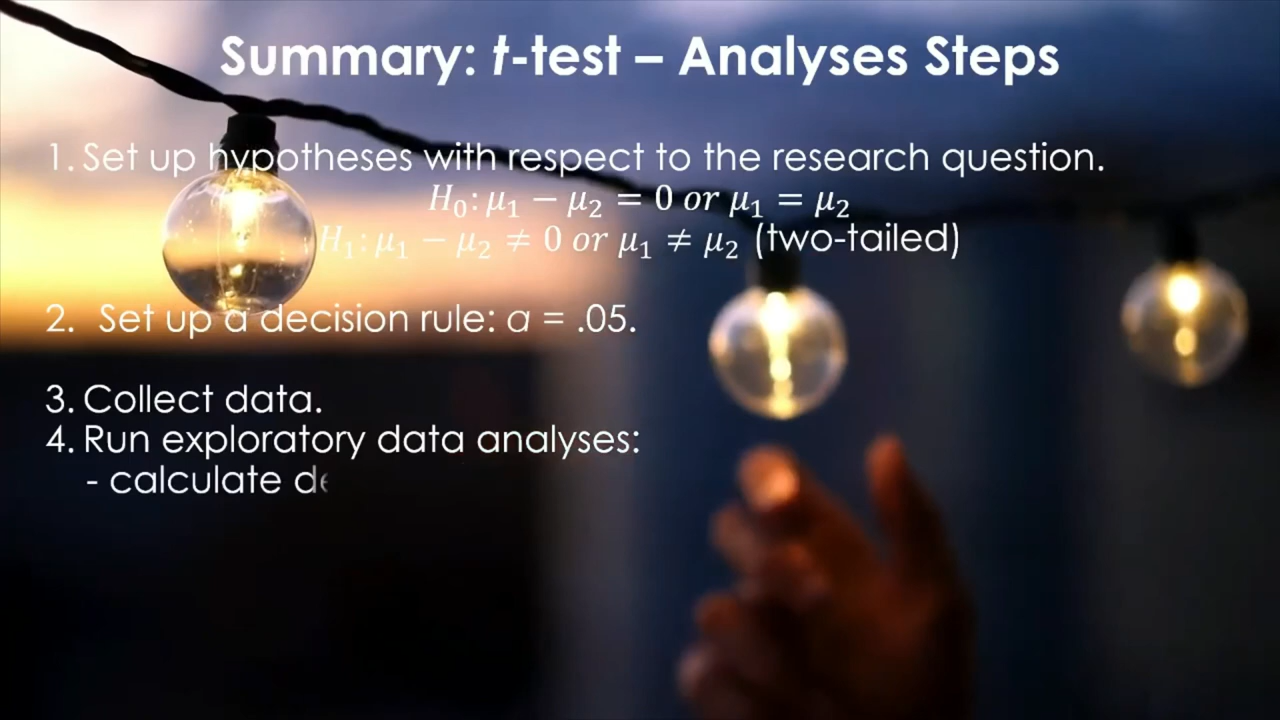 Summary: t-test – Analyses Steps
1. Set up hypotheses with respect to the research question.
H₀: μ₁ − μ₂ = 0 or μ₁ = μ₂
H₁: μ₁ − μ₂ ≠ 0 or μ₁ ≠ μ₂ (two-tailed)
2. Set up a decision rule: α = .05.
3. Collect data.
4. Run exploratory data analyses:
- calculate